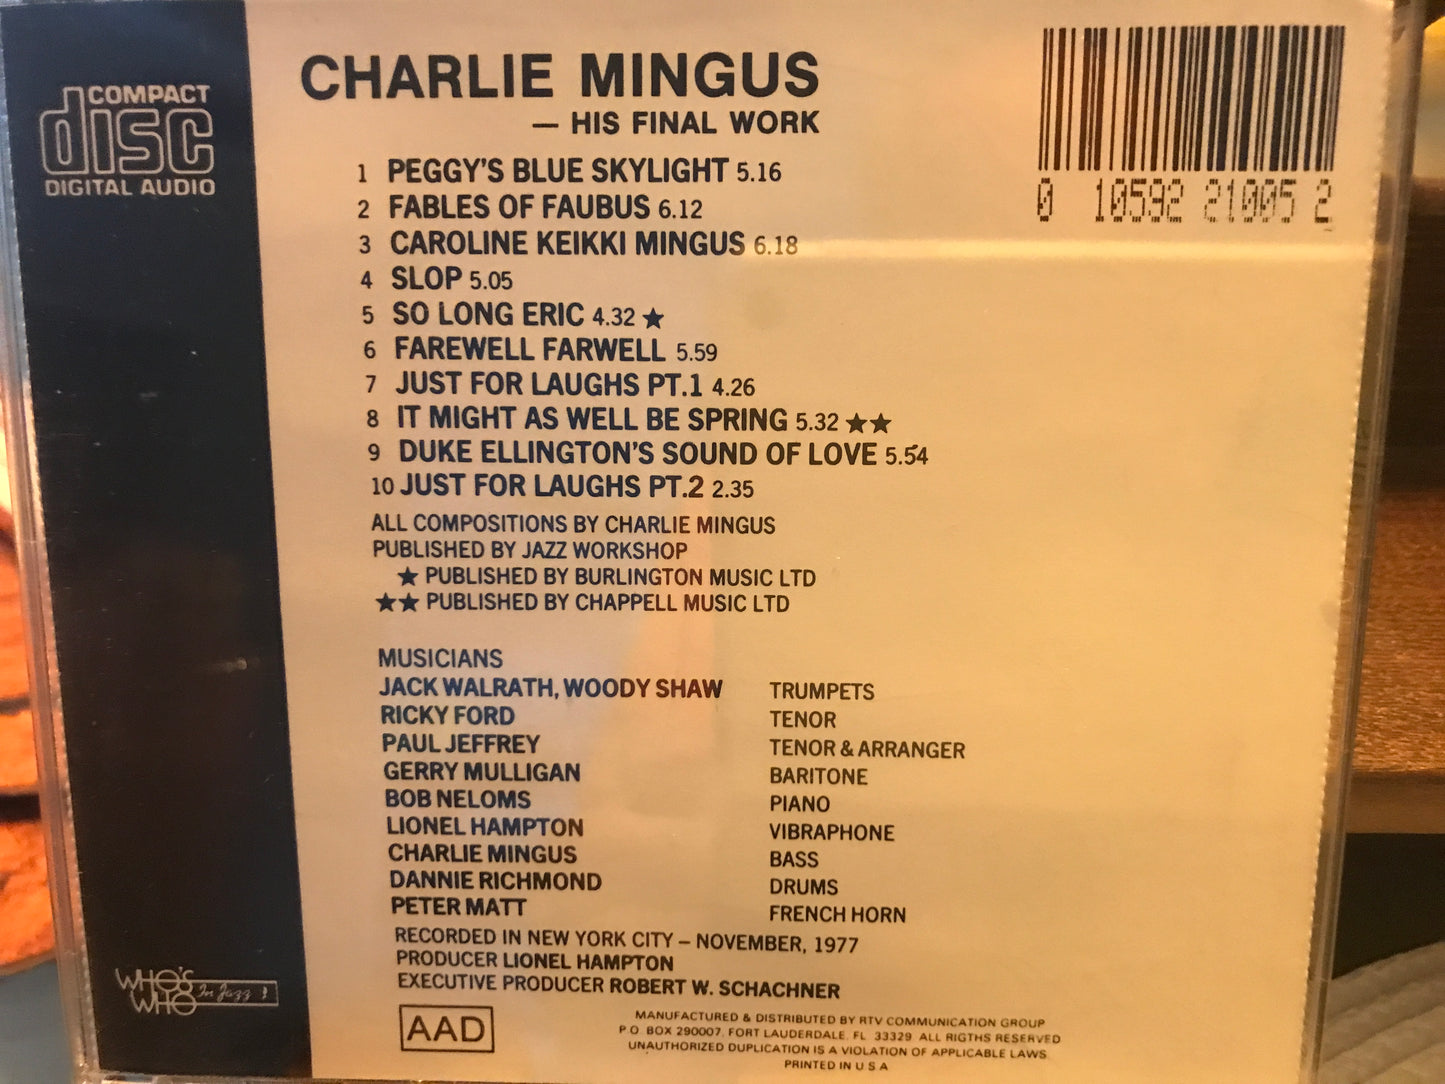 COMPACT
disc
DIGITAL AUDIO
CHARLIE MINGUS
— HIS FINAL WORK
0 10592 21005 2
1 PEGGY'S BLUE SKYLIGHT 5.16
2 FABLES OF FAUBUS 6.12
3 CAROLINE KEIKKI MINGUS 6.18
4 SLOP 5.05
5 SO LONG ERIC 4.32 ★
6 FAREWELL FARWELL 5.59
7 JUST FOR LAUGHS PT.1 4.26
8 IT MIGHT AS WELL BE SPRING 5.32 ★★
9 DUKE ELLINGTON'S SOUND OF LOVE 5.54
10 JUST FOR LAUGHS PT.2 2.35
ALL COMPOSITIONS BY CHARLIE MINGUS
PUBLISHED BY JAZZ WORKSHOP
★ PUBLISHED BY BURLINGTON MUSIC LTD
★★ PUBLISHED BY CHAPPELL MUSIC LTD
MUSICIANS
JACK WALRATH, WOODY SHAW TRUMPETS
RICKY FORD TENOR
PAUL JEFFREY TENOR & ARRANGER
GERRY MULLIGAN BARITONE
BOB NELOMS PIANO
LIONEL HAMPTON VIBRAPHONE
CHARLIE MINGUS BASS
DANNIE RICHMOND DRUMS
PETER MATT FRENCH HORN
RECORDED IN NEW YORK CITY – NOVEMBER, 1977
PRODUCER LIONEL HAMPTON
EXECUTIVE PRODUCER ROBERT W. SCHACHNER
WHO'S
WHO In Jazz!
AAD
MANUFACTURED & DISTRIBUTED BY RTV COMMUNICATION GROUP
P.O. BOX 290007, FORT LAUDERDALE, FL 33329 ALL RIGTHS RESERVED
UNAUTHORIZED DUPLICATION IS A VIOLATION OF APPLICABLE LAWS.
PRINTED IN U S A